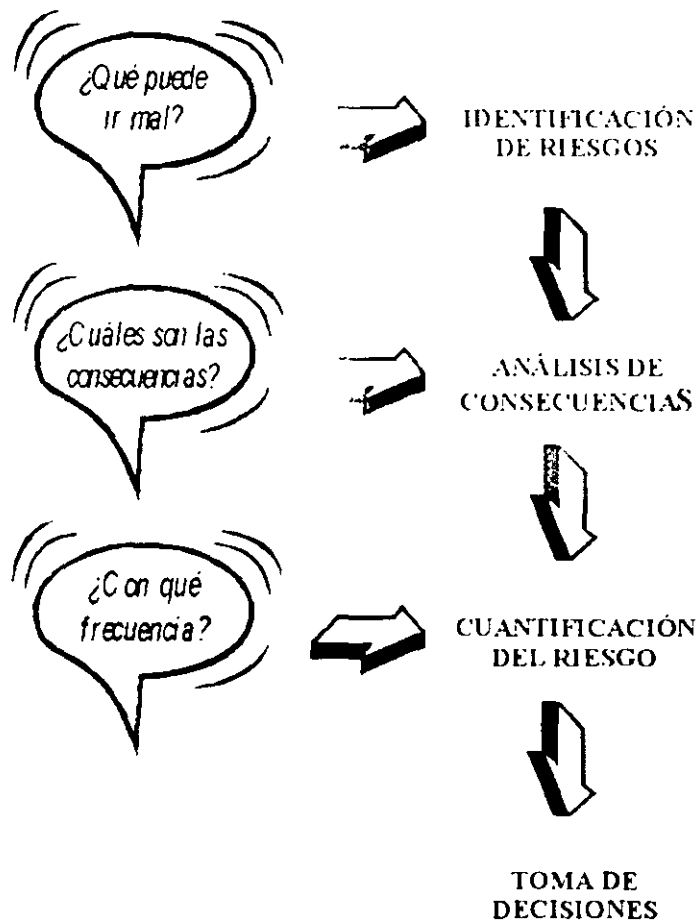 ¿Qué puede
ir mal?
IDENTIFICACIÓN
DE RIESGOS
¿Cuáles son las
consecuencias?
ANÁLISIS DE
CONSECUENCIAS
¿Con qué
frecuencia?
CUANTIFICACIÓN
DEL RIESGO
TOMA DE
DECISIONES